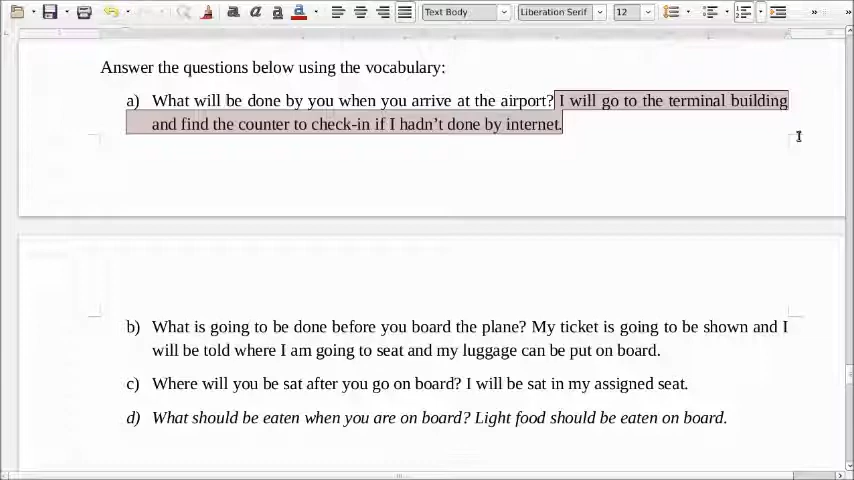 Text Body
Liberation Serif
12
Answer the questions below using the vocabulary:
a) What will be done by you when you arrive at the airport? I will go to the terminal building
and find the counter to check-in if I hadn’t done by internet.
b) What is going to be done before you board the plane? My ticket is going to be shown and I
will be told where I am going to seat and my luggage can be put on board.
c) Where will you be sat after you go on board? I will be sat in my assigned seat.
d) What should be eaten when you are on board? Light food should be eaten on board.